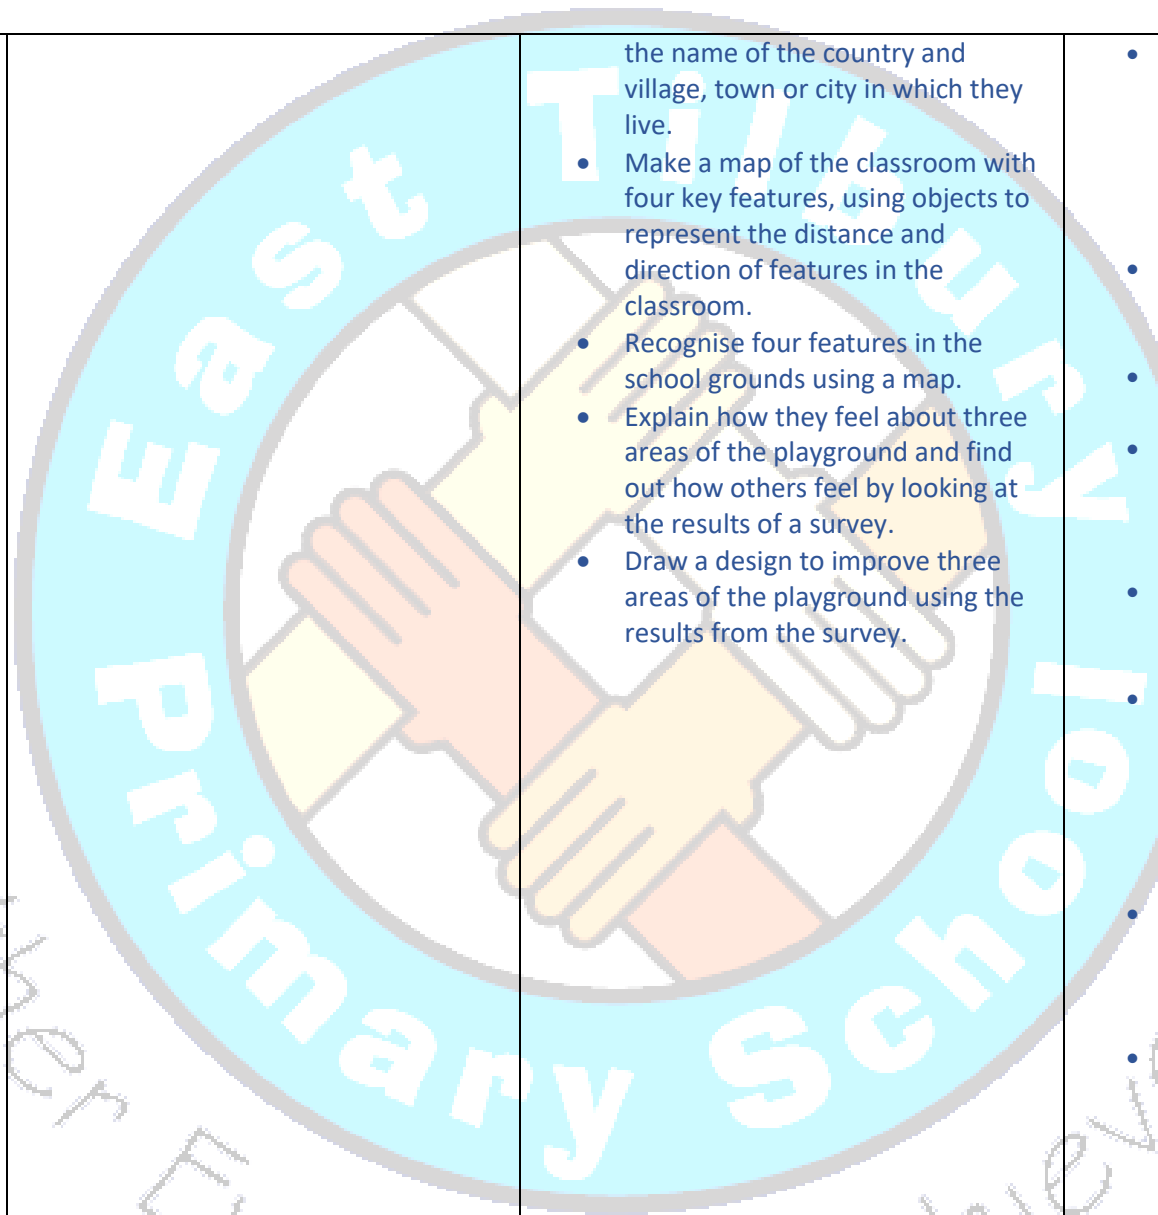 the name of the country and
village, town or city in which they
live.
• Make a map of the classroom with
four key features, using objects to
represent the distance and
direction of features in the
classroom.
• Recognise four features in the
school grounds using a map.
• Explain how they feel about three
areas of the playground and find
out how others feel by looking at
the results of a survey.
• Draw a design to improve three
areas of the playground using the
results from the survey.
East Tilbury
Primary School